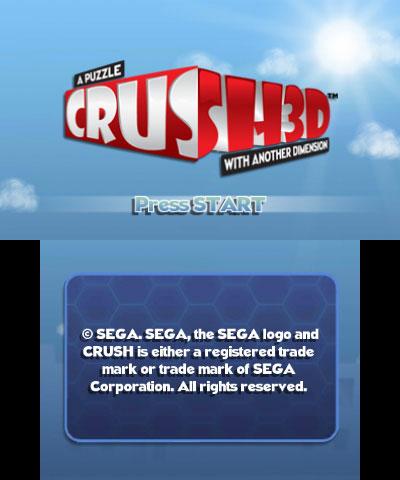 A PUZZLE
CRUSH3D™
WITH ANOTHER DIMENSION
Press START
© SEGA. SEGA, the SEGA logo and
CRUSH is either a registered trade
mark or trade mark of SEGA
Corporation. All rights reserved.